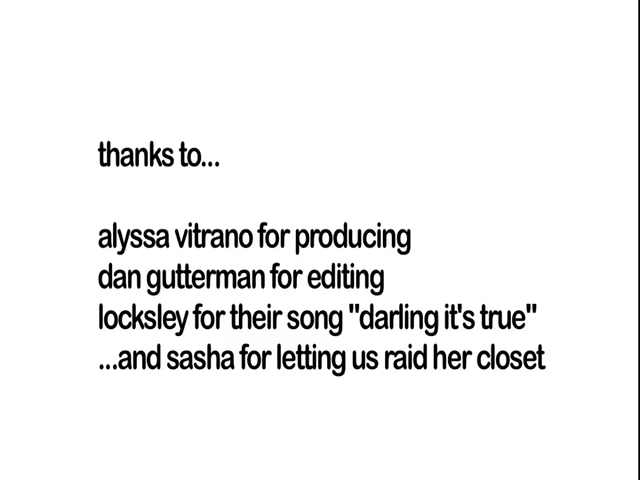 thanks to...
alyssa vitrano for producing
dan gutterman for editing
locksley for their song "darling it's true"
...and sasha for letting us raid her closet